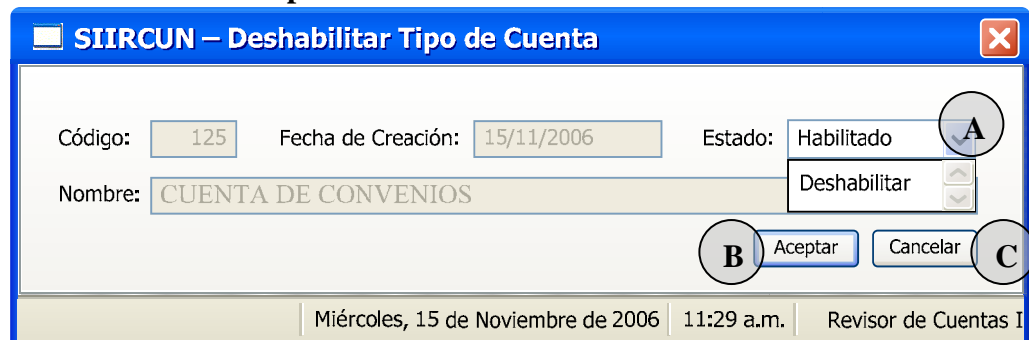 SIIRCUN – Deshabilitar Tipo de Cuenta
Código: 125 Fecha de Creación: 15/11/2006 Estado: Habilitado A
Deshabilitar
Nombre: CUENTA DE CONVENIOS
B Aceptar Cancelar C
Miércoles, 15 de Noviembre de 2006 11:29 a.m. Revisor de Cuentas I